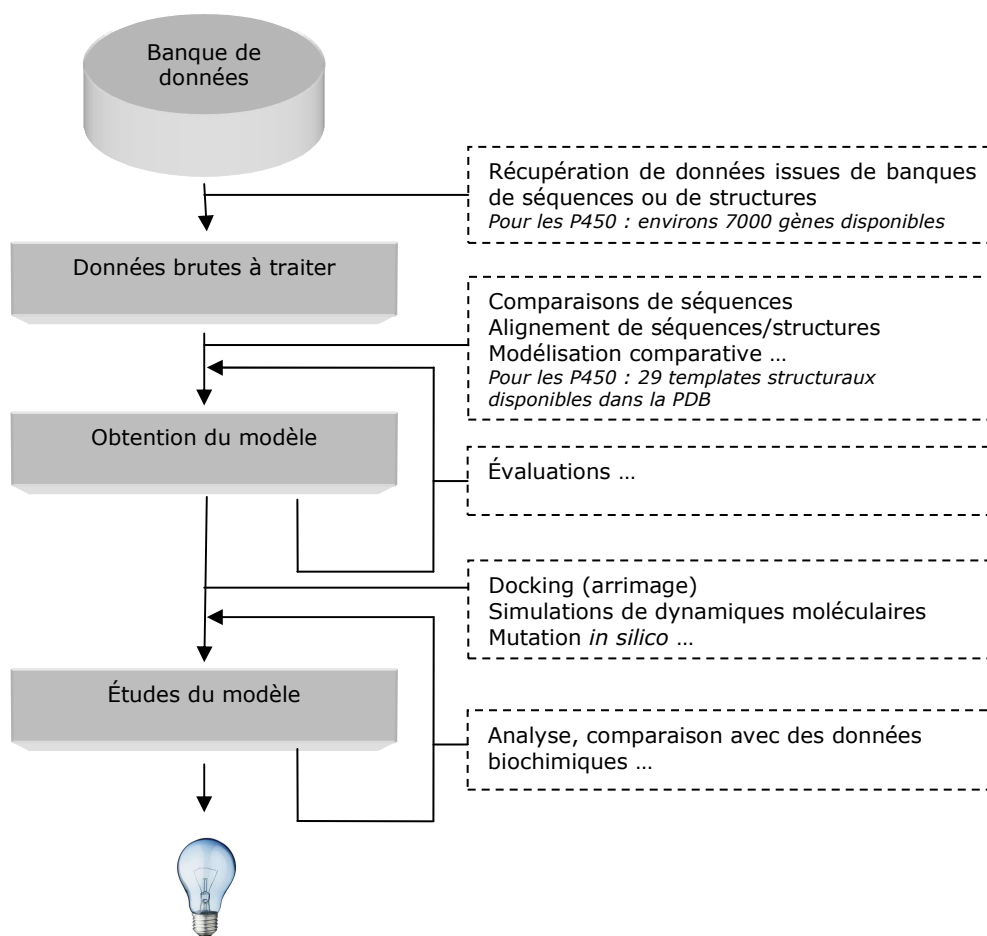 Banque de
données
Récupération de données issues de banques
de séquences ou de structures
Pour les P450 : environs 7000 gènes disponibles
Données brutes à traiter
Comparaisons de séquences
Alignement de séquences/structures
Modélisation comparative ...
Pour les P450 : 29 templates structuraux
disponibles dans la PDB
Obtention du modèle
Évaluations ...
Docking (arrimage)
Simulations de dynamiques moléculaires
Mutation in silico ...
Études du modèle
Analyse, comparaison avec des données
biochimiques ...